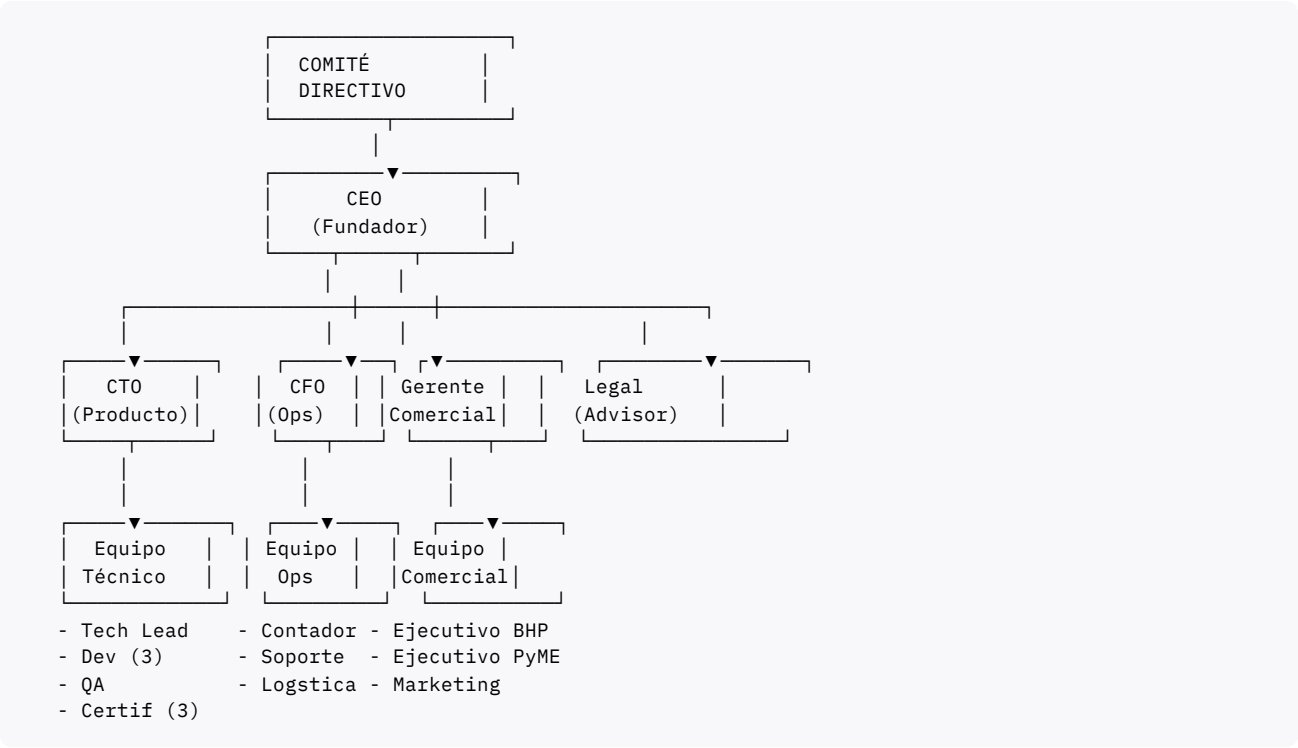 COMITÉ
DIRECTIVO
CEO
(Fundador)
CTO CFO Gerente Legal
(Producto) (Ops) Comercial (Advisor)
Equipo Equipo Equipo
Técnico Ops Comercial
- Tech Lead - Contador - Ejecutivo BHP
- Dev (3) - Soporte - Ejecutivo PyME
- QA - Logstica - Marketing
- Certif (3)